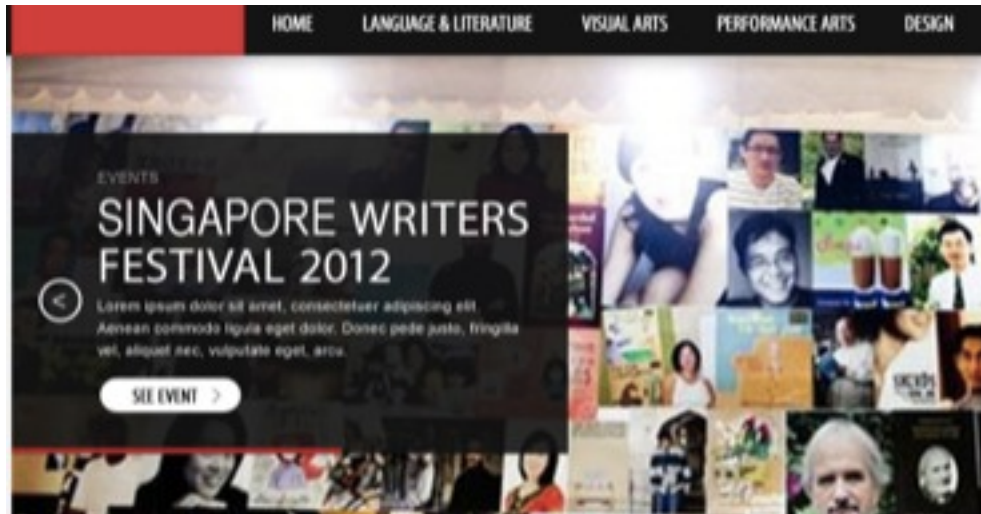 HOME LANGUAGE & LITERATURE VISUAL ARTS PERFORMANCE ARTS DESIGN
EVENTS
SINGAPORE WRITERS
FESTIVAL 2012
Lorem ipsum dolor sit amet, consectetuer adipiscing elit.
Aenean commodo ligula eget dolor. Donec pede justo, fringilla
vel, aliquet nec, vulputate eget, arcu.
<
SEE EVENT >